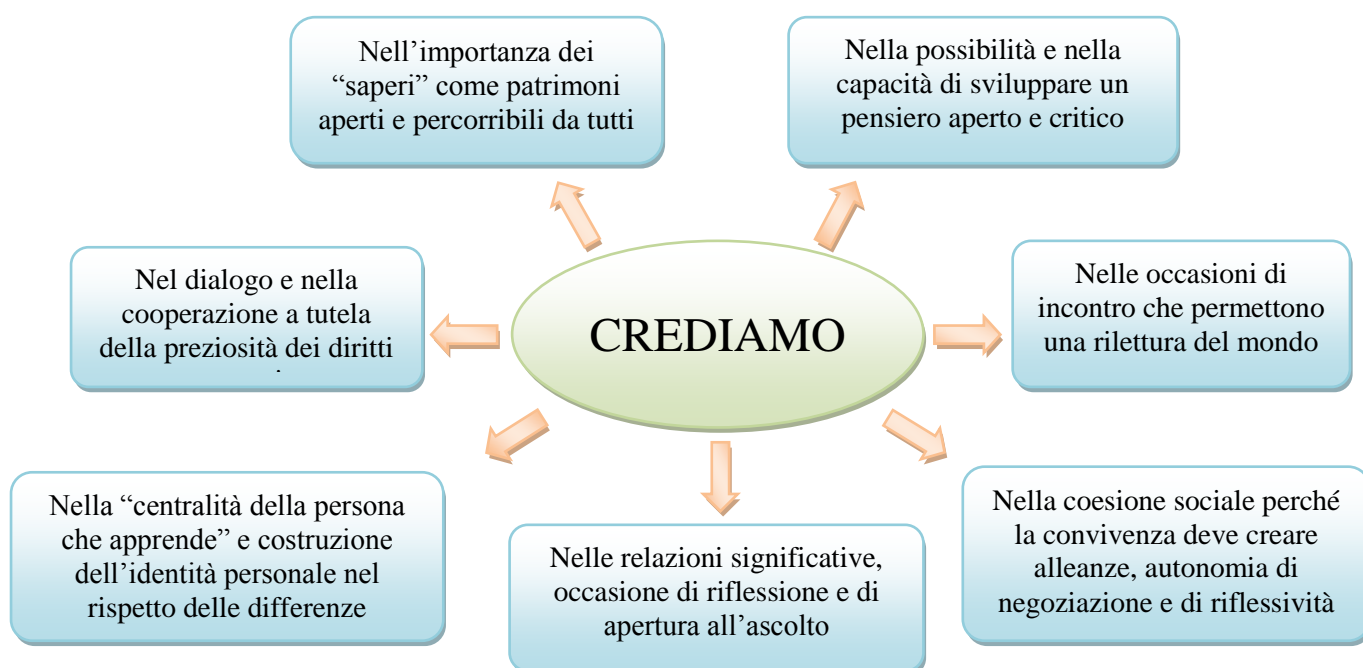 Nell’importanza dei
“saperi” come patrimoni
aperti e percorribili da tutti
Nella possibilità e nella
capacità di sviluppare un
pensiero aperto e critico
Nel dialogo e nella
cooperazione a tutela
della preziosità dei diritti
CREDIAMO
Nelle occasioni di
incontro che permettono
una rilettura del mondo
Nella “centralità della persona
che apprende” e costruzione
dell’identità personale nel
rispetto delle differenze
Nelle relazioni significative,
occasione di riflessione e di
apertura all’ascolto
Nella coesione sociale perché
la convivenza deve creare
alleanze, autonomia di
negoziazione e di riflessività